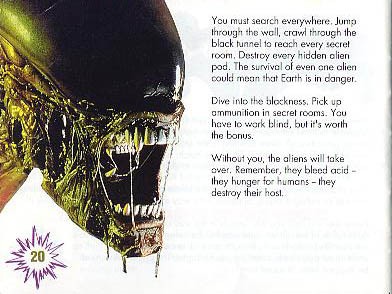 You must search everywhere. Jump
through the wall, crawl through the
black tunnel to reach every secret
room. Destroy every hidden alien
pod. The survival of even one alien
could mean that Earth is in danger.
Dive into the blackness. Pick up
ammunition in secret rooms. You
have to work blind, but it's worth
the bonus.
Without you, the aliens will take
over. Remember, they bleed acid –
they hunger for humans – they
destroy their host.
20